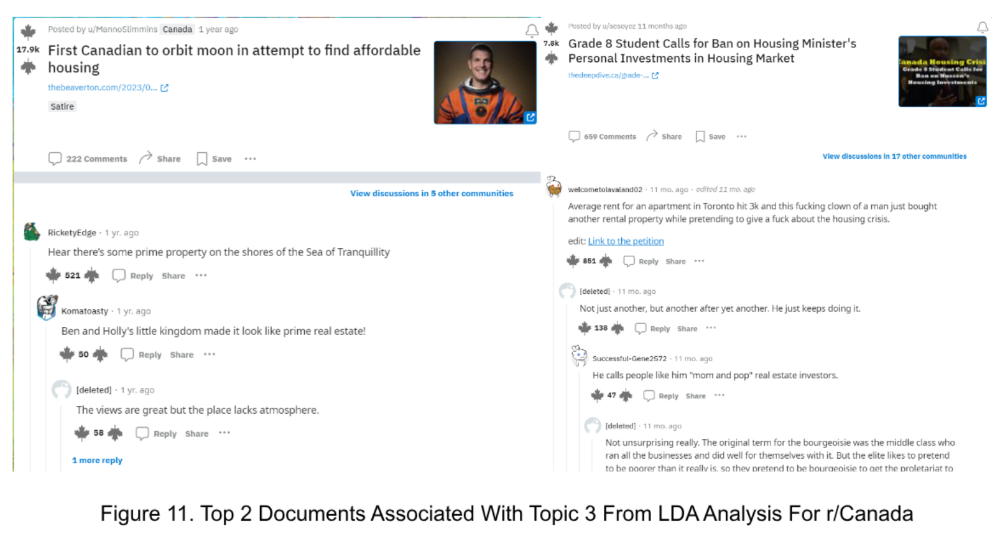 Posted by u/MannoSlimmins Canada 1 year ago
17.9k
First Canadian to orbit moon in attempt to find affordable
housing
thebeaverton.com/2023/0...
Satire
222 Comments Share Save ...
View discussions in 5 other communities
RicketyEdge · 1 yr. ago
Hear there's some prime property on the shores of the Sea of Tranquillity
521 Reply Share ...
Komatoasty · 1 yr. ago
Ben and Holly's little kingdom made it look like prime real estate!
50 Reply Share ...
[deleted] · 1 yr. ago
The views are great but the place lacks atmosphere.
58 Reply Share ...
1 more reply
Posted by u/sesoyez 11 months ago
7.8k
Grade 8 Student Calls for Ban on Housing Minister's
Personal Investments in Housing Market
thedeepdive.ca/grade-...
anada Housing Crisi
Grade 8 Student Calls for
Ban on Hussen's
Housing Investments
659 Comments Share Save ...
View discussions in 17 other communities
welcometolavaland02 · 11 mo. ago · edited 11 mo. ago
Average rent for an apartment in Toronto hit 3k and this fucking clown of a man just bought
another rental property while pretending to give a fuck about the housing crisis.
edit: Link to the petition
851 Reply Share ...
[deleted] · 11 mo. ago
Not just another, but another after yet another. He just keeps doing it.
138 Reply Share ...
Successful-Gene2572 · 11 mo. ago
He calls people like him "mom and pop" real estate investors.
47 Reply Share ...
[deleted] · 11 mo. ago
Not unsurprising really. The original term for the bourgeoisie was the middle class who
ran all the businesses and did well for themselves with it. But the elite likes to pretend
to be poorer than it really is, so they pretend to be bourgeoisie to get the proletariat to
Figure 11. Top 2 Documents Associated With Topic 3 From LDA Analysis For r/Canada